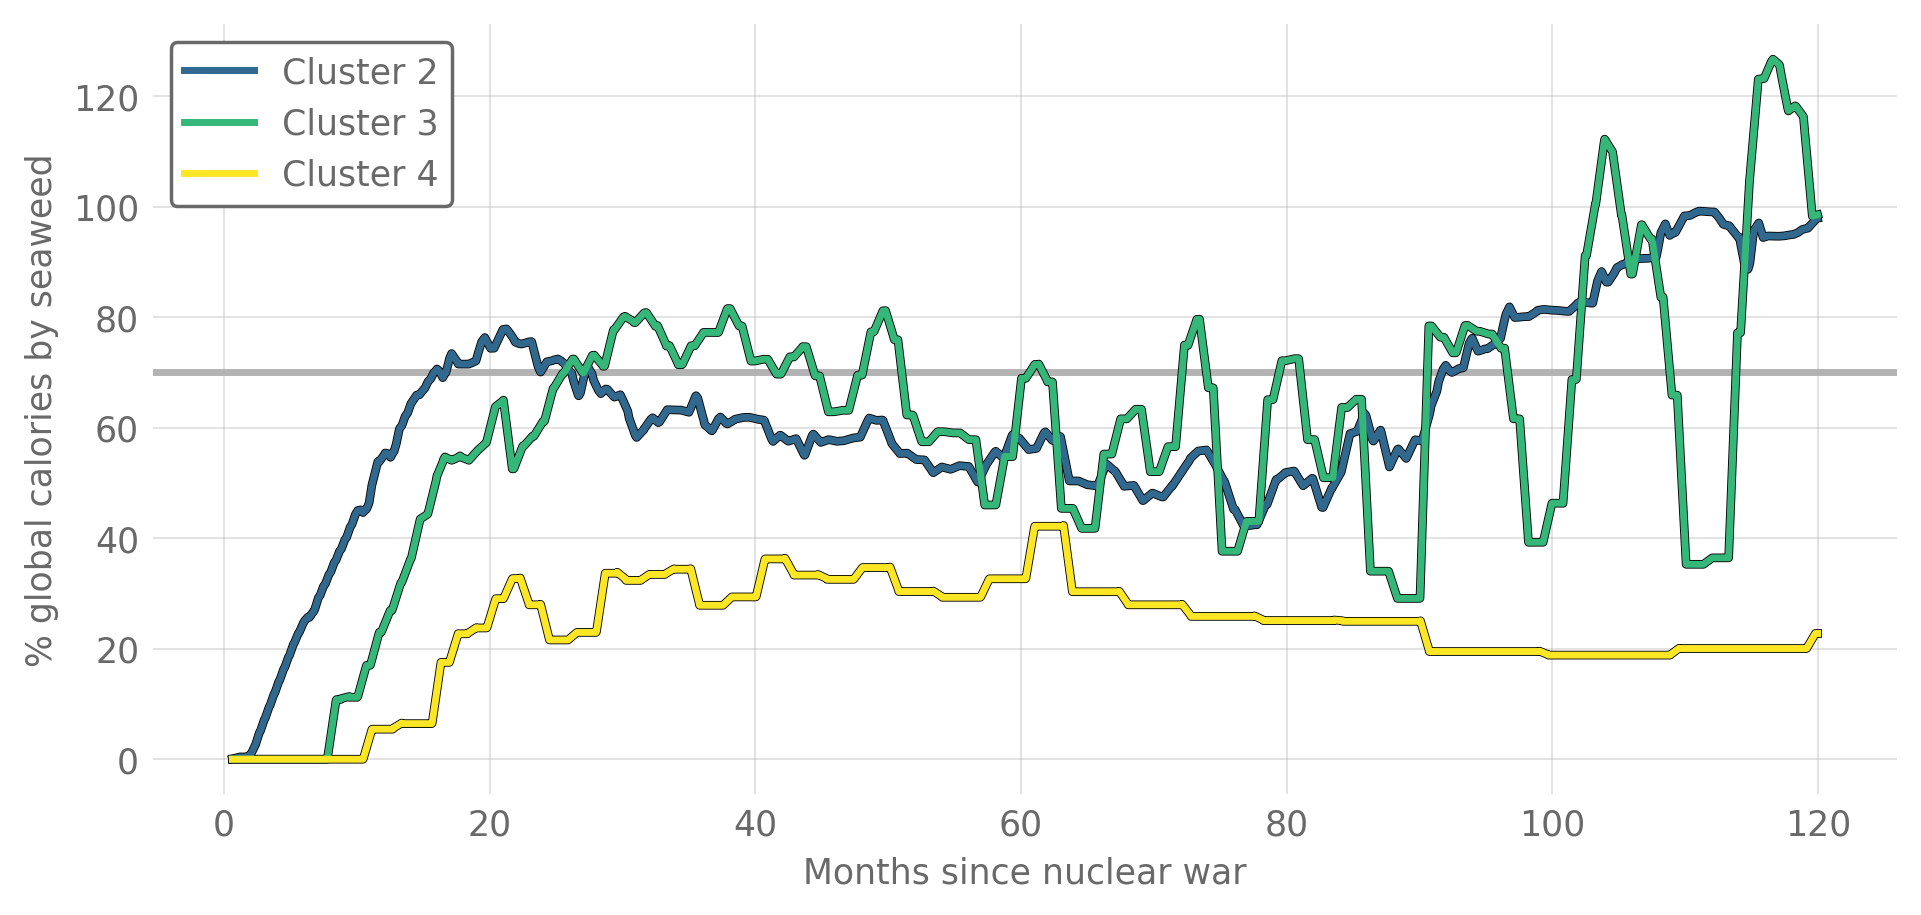 Cluster 2
Cluster 3
Cluster 4
% global calories by seaweed
120
100
80
60
40
20
0
0 20 40 60 80 100 120
Months since nuclear war